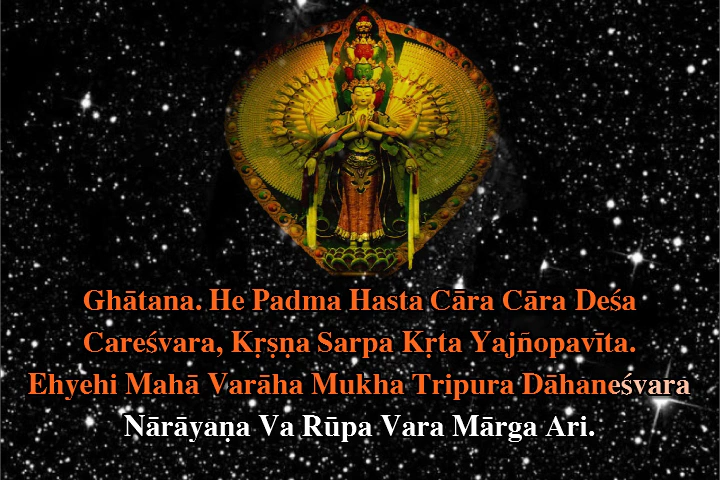 Ghātana. He Padma Hasta Cāra Cāra Deśa
Careśvara, Kṛṣṇa Sarpa Kṛta Yajñopavīta.
Ehyehi Mahā Varāha Mukha Tripura Dāhaneśvara
Nārāyaṇa Va Rūpa Vara Mārga Ari.